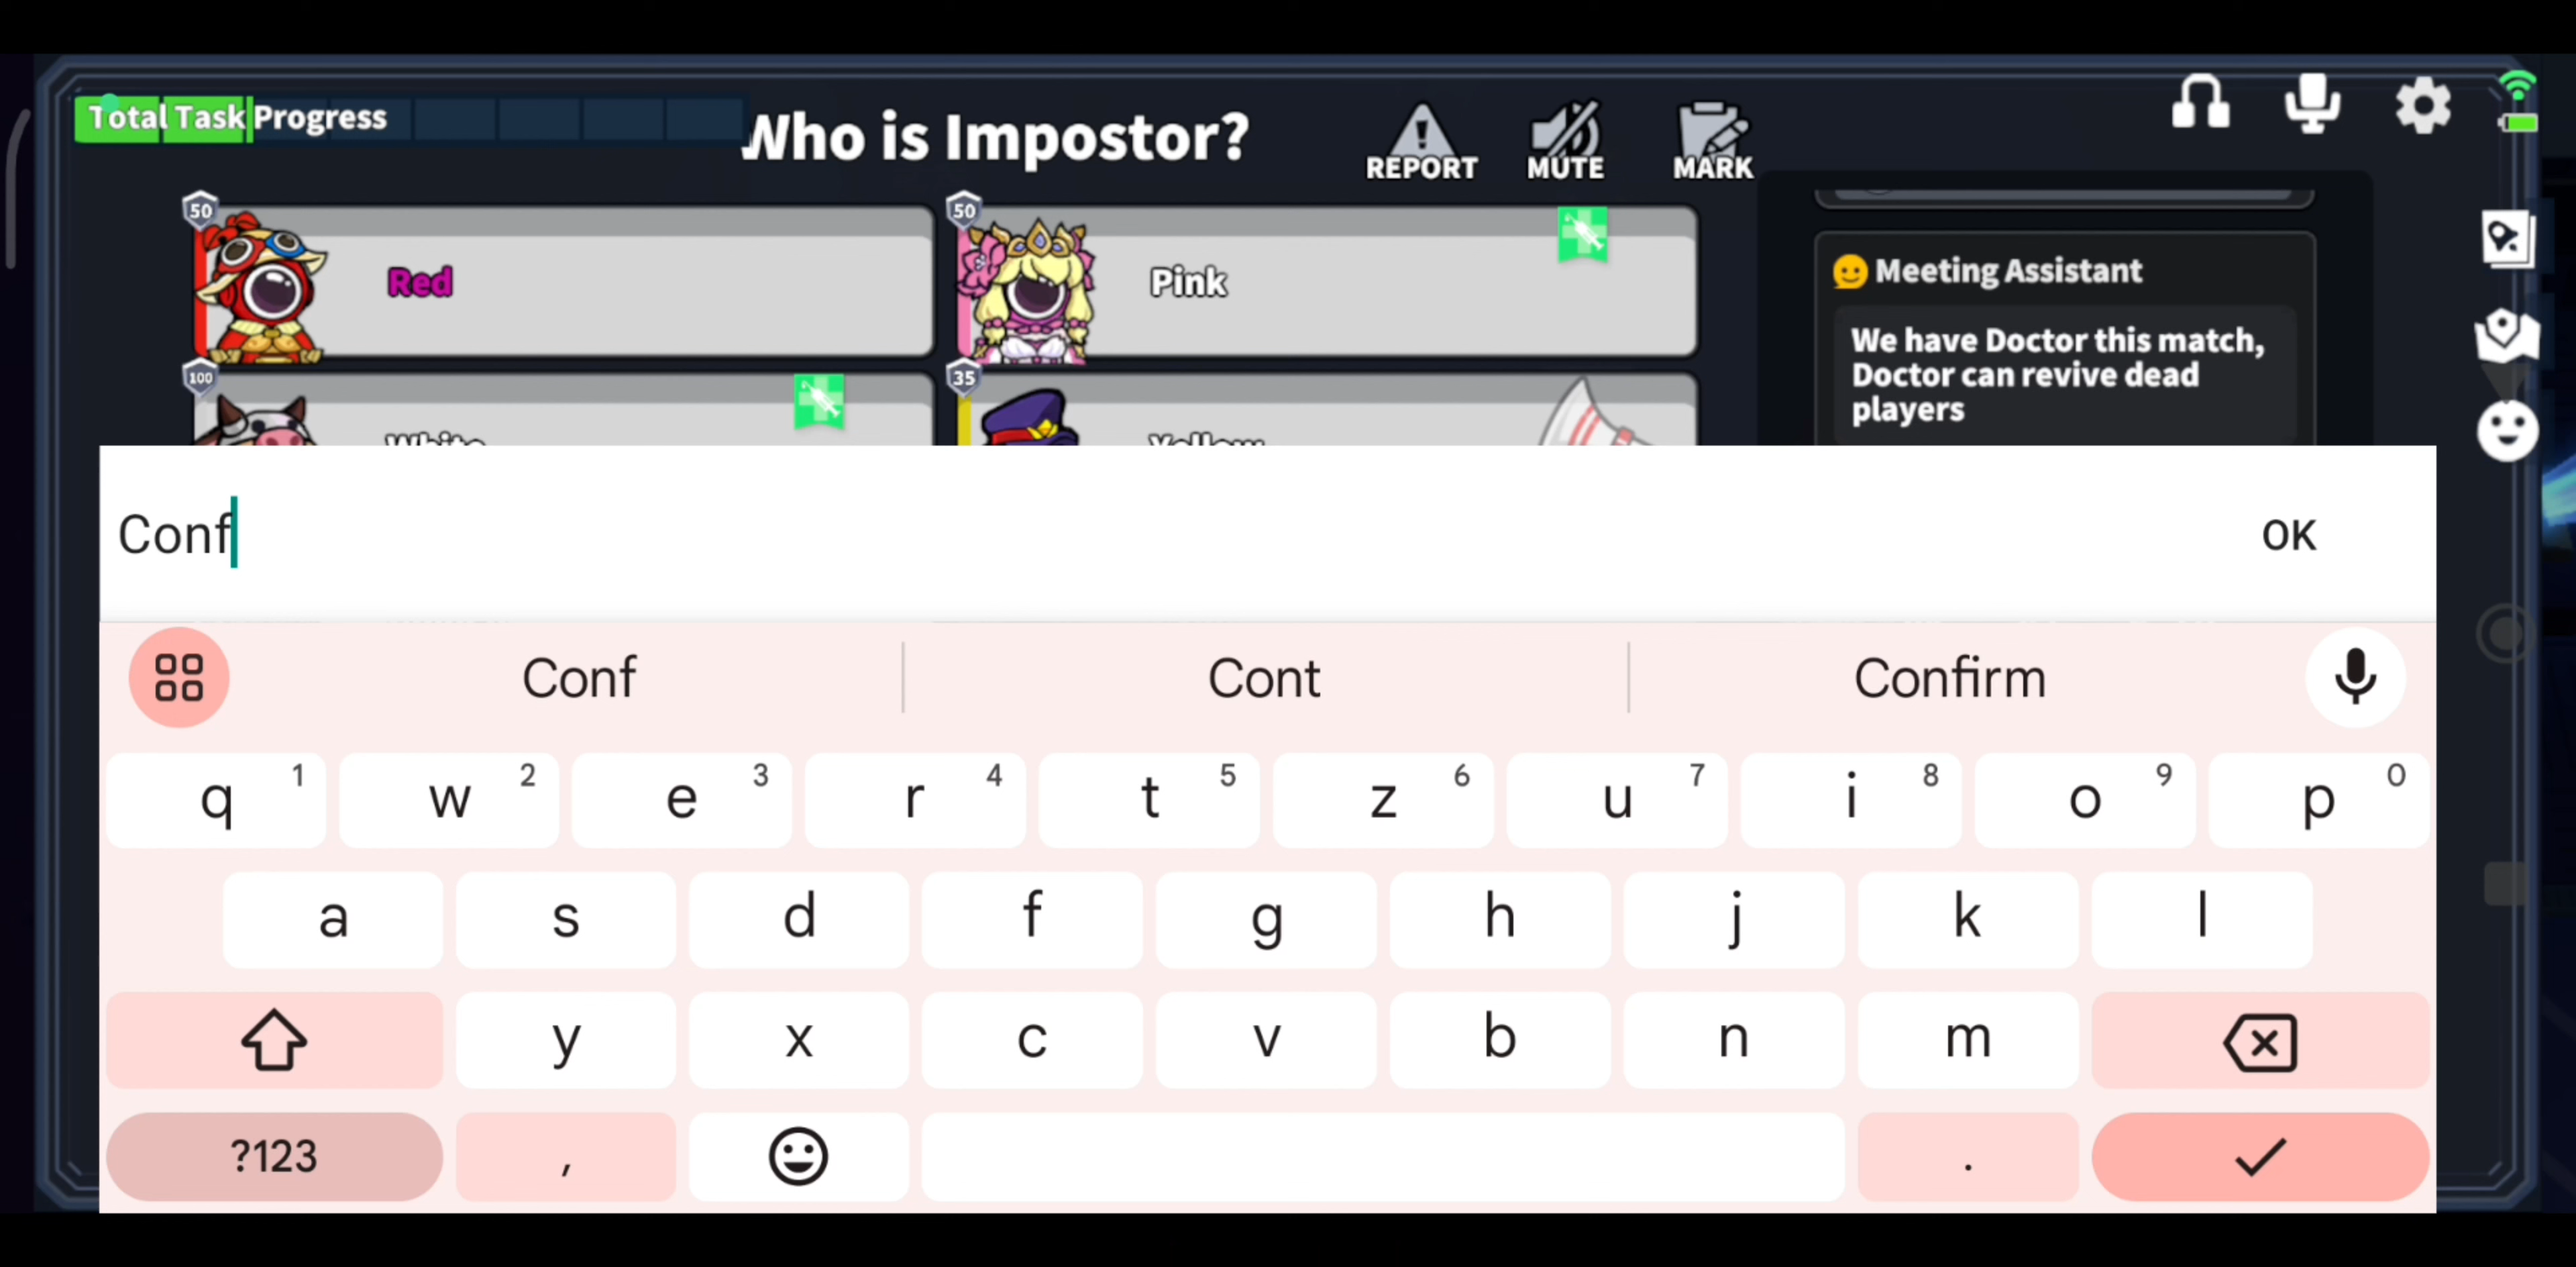 Total Task Progress
Who is Impostor?
REPORT
MUTE
MARK
50
Red
50
Pink
100
White
35
Yellow
Meeting Assistant
We have Doctor this match,
Doctor can revive dead
players
Conf
OK
Conf
Cont
Confirm
q 1 w 2 e 3 r 4 t 5 z 6 u 7 i 8 o 9 p 0
a s d f g h j k l
y x c v b n m
?123 , .